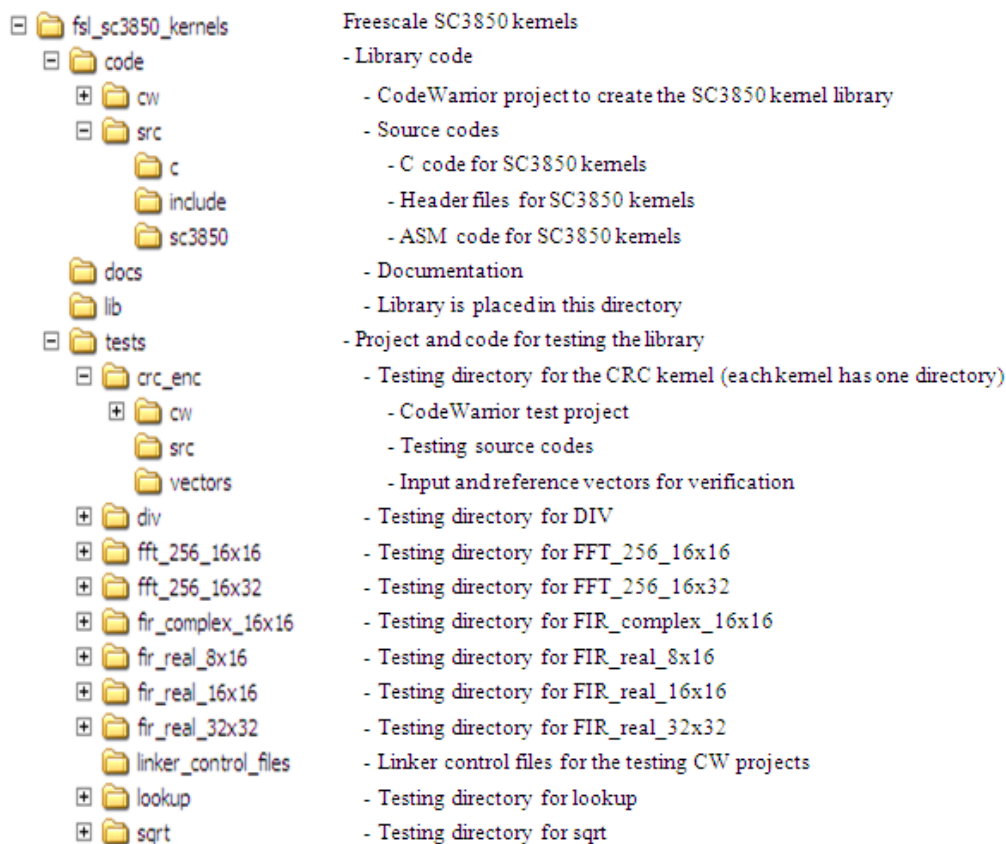 fsl_sc3850_kernels Freescale SC3850 kernels
code - Library code
cw - CodeWarrior project to create the SC3850 kernel library
src - Source codes
c - C code for SC3850 kernels
include - Header files for SC3850 kernels
sc3850 - ASM code for SC3850 kernels
docs - Documentation
lib - Library is placed in this directory
tests - Project and code for testing the library
crc_enc - Testing directory for the CRC kernel (each kernel has one directory)
cw - CodeWarrior test project
src - Testing source codes
vectors - Input and reference vectors for verification
div - Testing directory for DIV
fft_256_16x16 - Testing directory for FFT_256_16x16
fft_256_16x32 - Testing directory for FFT_256_16x32
fir_complex_16x16 - Testing directory for FIR_complex_16x16
fir_real_8x16 - Testing directory for FIR_real_8x16
fir_real_16x16 - Testing directory for FIR_real_16x16
fir_real_32x32 - Testing directory for FIR_real_32x32
linker_control_files - Linker control files for the testing CW projects
lookup - Testing directory for lookup
sqrt - Testing directory for sqrt